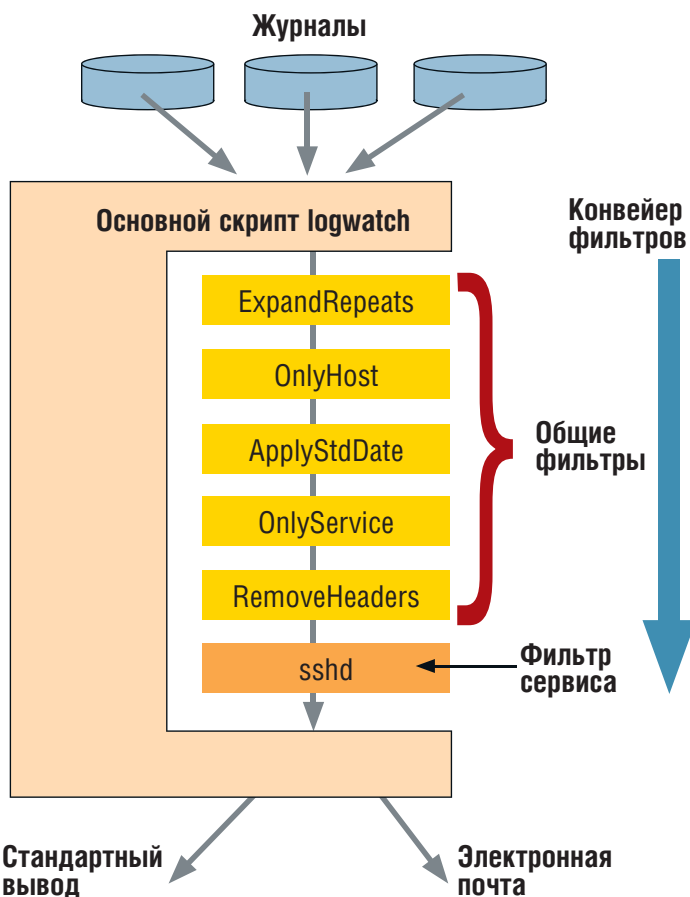 Журналы
Основной скрипт logwatch
Конвейер
фильтров
ExpandRepeats
OnlyHost
ApplyStdDate
OnlyService
RemoveHeaders
Общие
фильтры
sshd
Фильтр
сервиса
Стандартный
вывод
Электронная
почта